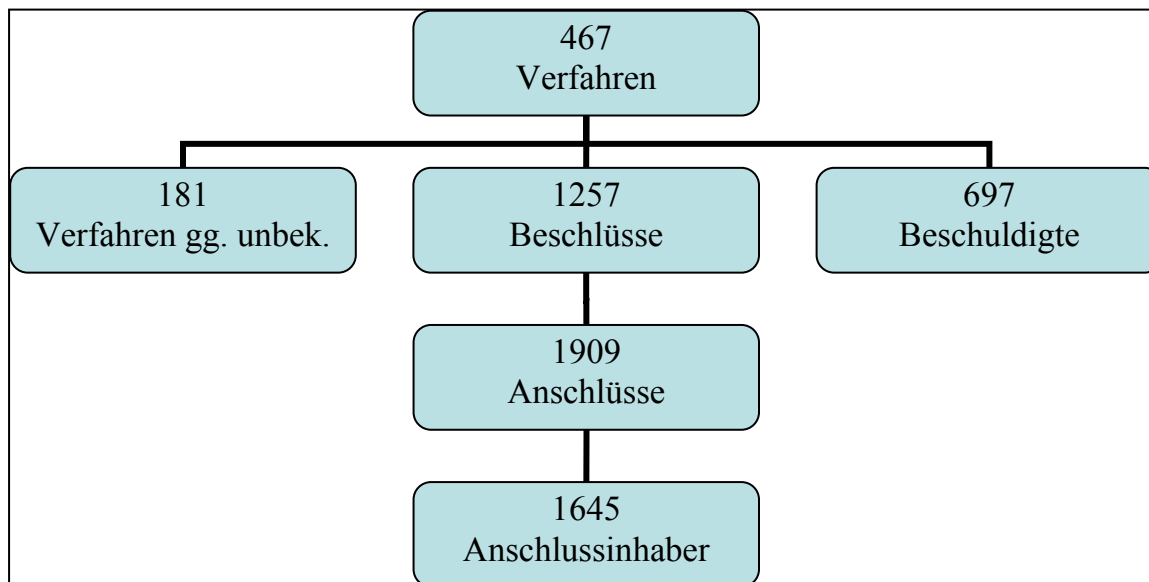 467
Verfahren
181
Verfahren gg. unbek.
1257
Beschlüsse
697
Beschuldigte
1909
Anschlüsse
1645
Anschlussinhaber